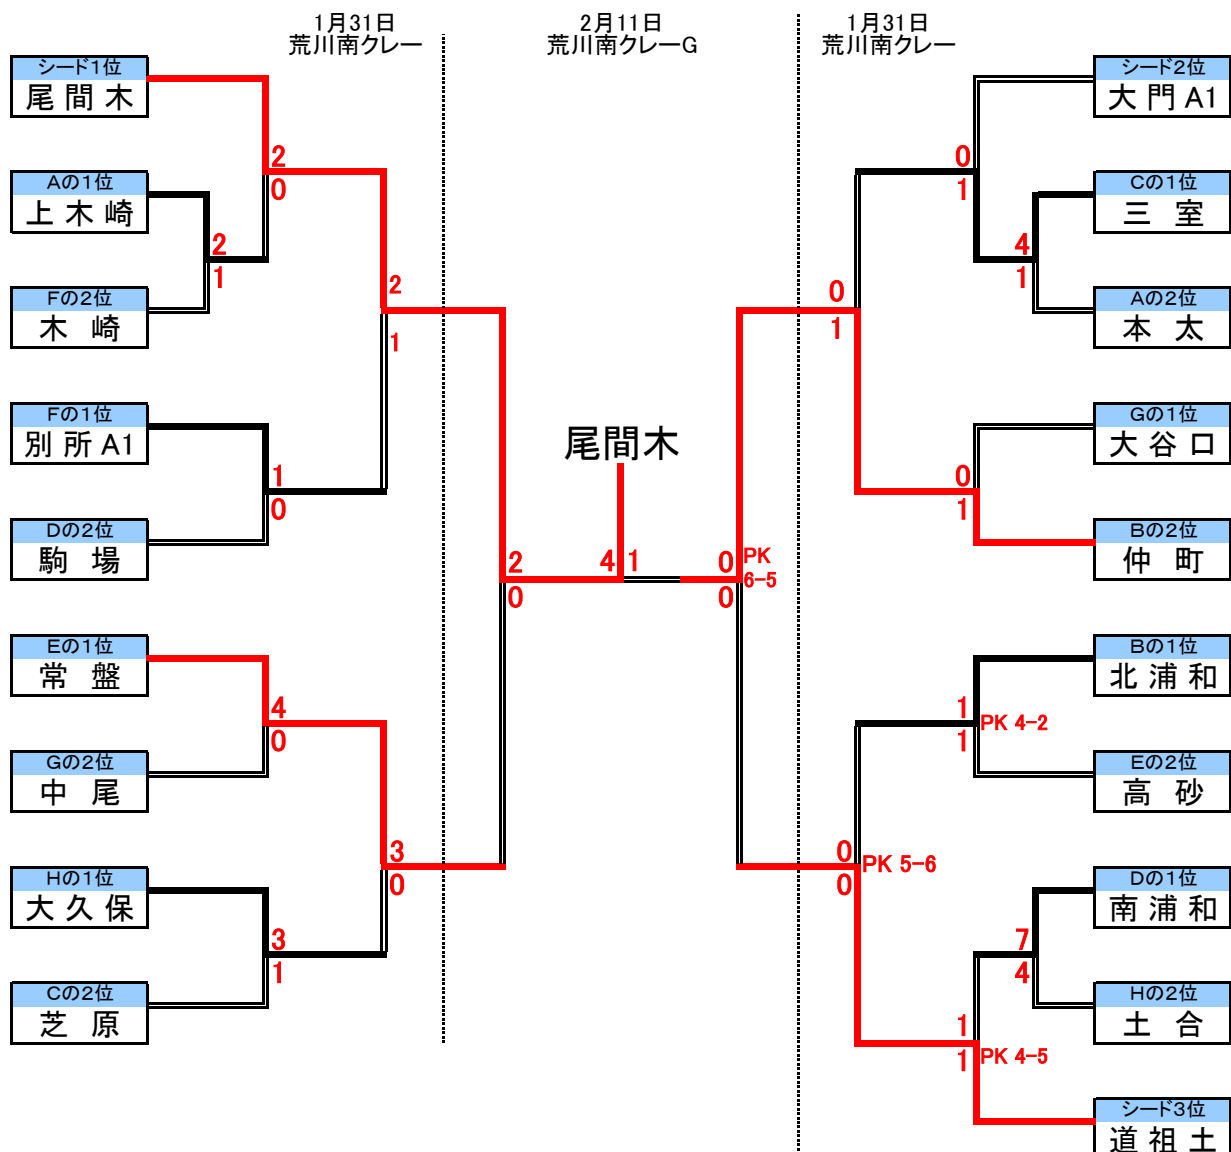 1月31日
荒川南クレー
2月11日
荒川南クレーG
1月31日
荒川南クレー
シード1位
尾間木
Aの1位
上木崎
Fの2位
木崎
Fの1位
別所A1
Dの2位
駒場
Eの1位
常盤
Gの2位
中尾
Hの1位
大久保
Cの2位
芝原
2
0
2
1
2
1
1
0
4
0
3
0
3
1
2
0
尾間木
4 1
0 PK
6-5
0
0
1
0
1
4
1
0
1
1
PK 4-2
1
0
PK 5-6
0
7
4
1
PK 4-5
1
シード2位
大門A1
Cの1位
三室
Aの2位
本太
Gの1位
大谷口
Bの2位
仲町
Bの1位
北浦和
Eの2位
高砂
Dの1位
南浦和
Hの2位
土合
シード3位
道祖土